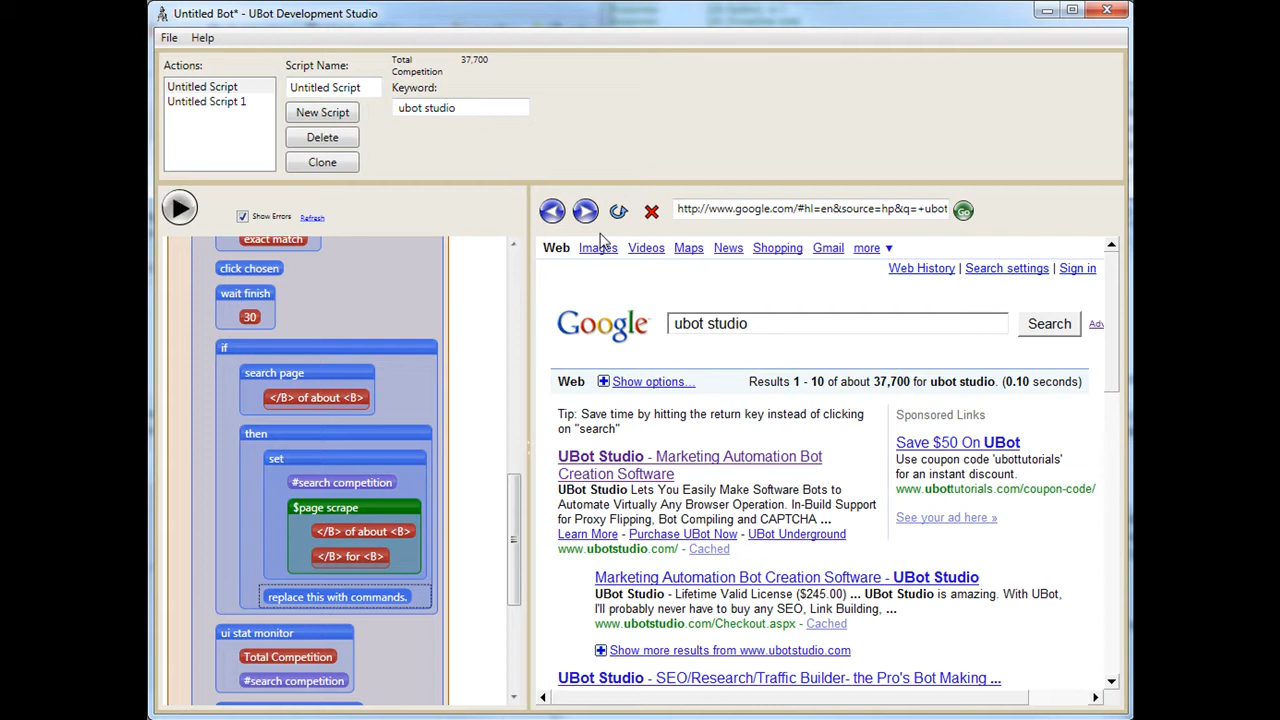 Untitled Bot* - UBot Development Studio
File Help
Actions:
Untitled Script
Untitled Script 1
Script Name:
Untitled Script
New Script
Delete
Clone
Total Competition 37,700
Keyword:
ubot studio
Show Errors Refresh
exact match
click chosen
wait finish
30
if
search page
</B> of about <B>
then
set
#search competition
$page scrape
</B> of about <B>
</B> for <B>
replace this with commands.
ui stat monitor
Total Competition
#search competition
http://www.google.com/#hl=en&source=hp&q=+ubot
Go
Web Images Videos Maps News Shopping Gmail more ▼
Web History | Search settings | Sign in
Google ubot studio Search Adv
Web Show options... Results 1 - 10 of about 37,700 for ubot studio. (0.10 seconds)
Tip: Save time by hitting the return key instead of clicking
on "search"
UBot Studio - Marketing Automation Bot
Creation Software
UBot Studio Lets You Easily Make Software Bots to
Automate Virtually Any Browser Operation. In-Build Support
for Proxy Flipping, Bot Compiling and CAPTCHA ...
Learn More - Purchase UBot Now - UBot Underground
www.ubotstudio.com/ - Cached
Marketing Automation Bot Creation Software - UBot Studio
UBot Studio - Lifetime Valid License ($245.00) ... UBot Studio is amazing. With UBot,
I'll probably never have to buy any SEO, Link Building, ...
www.ubotstudio.com/Checkout.aspx - Cached
Show more results from www.ubotstudio.com
UBot Studio - SEO/Research/Traffic Builder- the Pro's Bot Making ...
Sponsored Links
Save $50 On UBot
Use coupon code 'ubottutorials'
for an instant discount.
www.ubottutorials.com/coupon-code/
See your ad here »